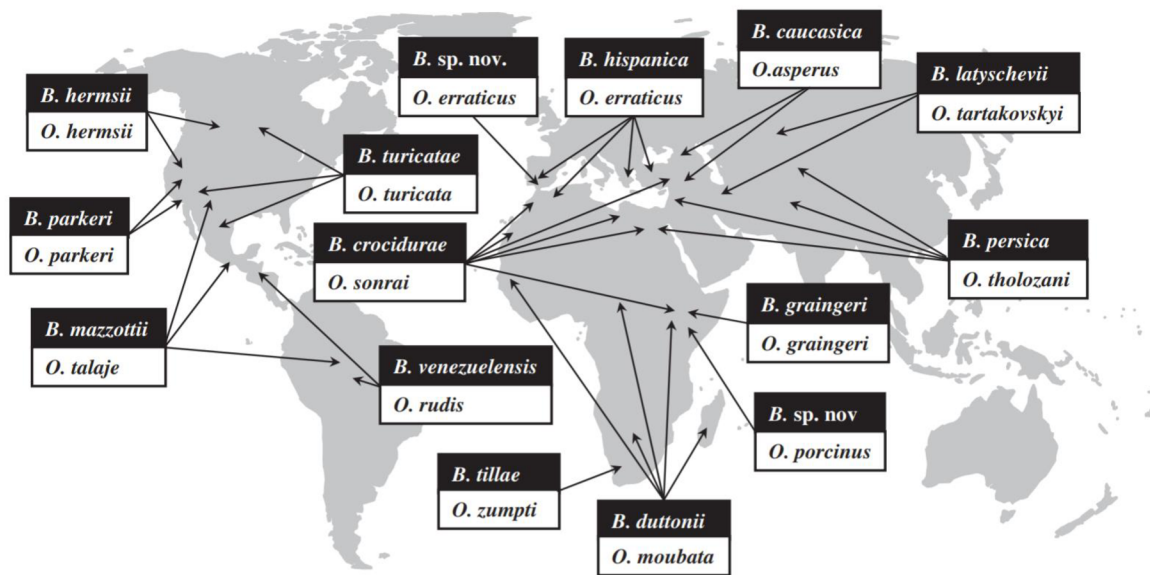 B. hermsii
O. hermsii
B. parkeri
O. parkeri
B. mazzottii
O. talaje
B. turicatae
O. turicata
B. venezuelensis
O. rudis
B. sp. nov.
O. erraticus
B. hispanica
O. erraticus
B. crocidurae
O. sonrai
B. caucasica
O.asperus
B. latyschevii
O. tartakovskyi
B. persica
O. tholozani
B. graingeri
O. graingeri
B. sp. nov
O. porcinus
B. tillae
O. zumpti
B. duttonii
O. moubata